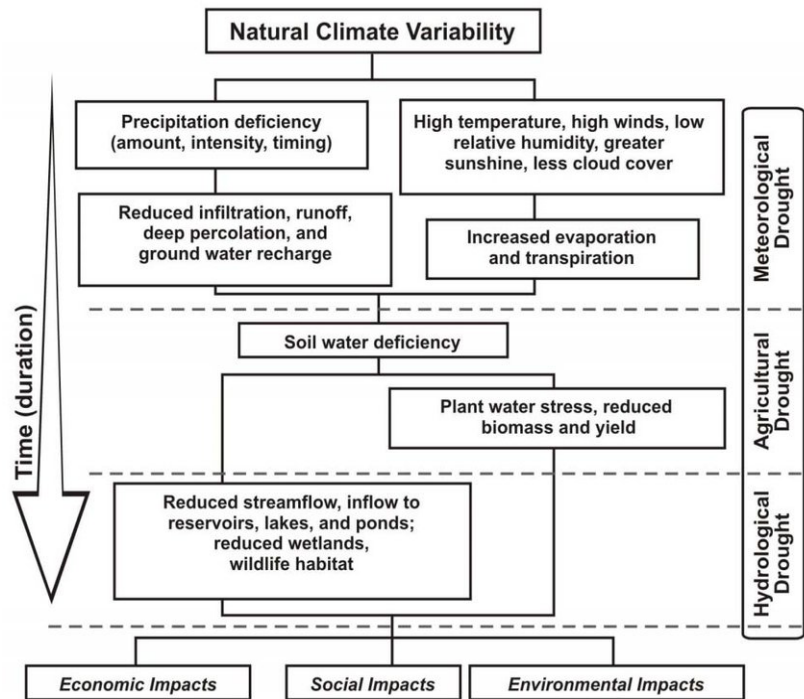 Natural Climate Variability
Precipitation deficiency
(amount, intensity, timing)
High temperature, high winds, low
relative humidity, greater
sunshine, less cloud cover
Reduced infiltration, runoff,
deep percolation, and
ground water recharge
Increased evaporation
and transpiration
Meteorological
Drought
Time (duration)
Soil water deficiency
Plant water stress, reduced
biomass and yield
Agricultural
Drought
Reduced streamflow, inflow to
reservoirs, lakes, and ponds;
reduced wetlands,
wildlife habitat
Hydrological
Drought
Economic Impacts
Social Impacts
Environmental Impacts